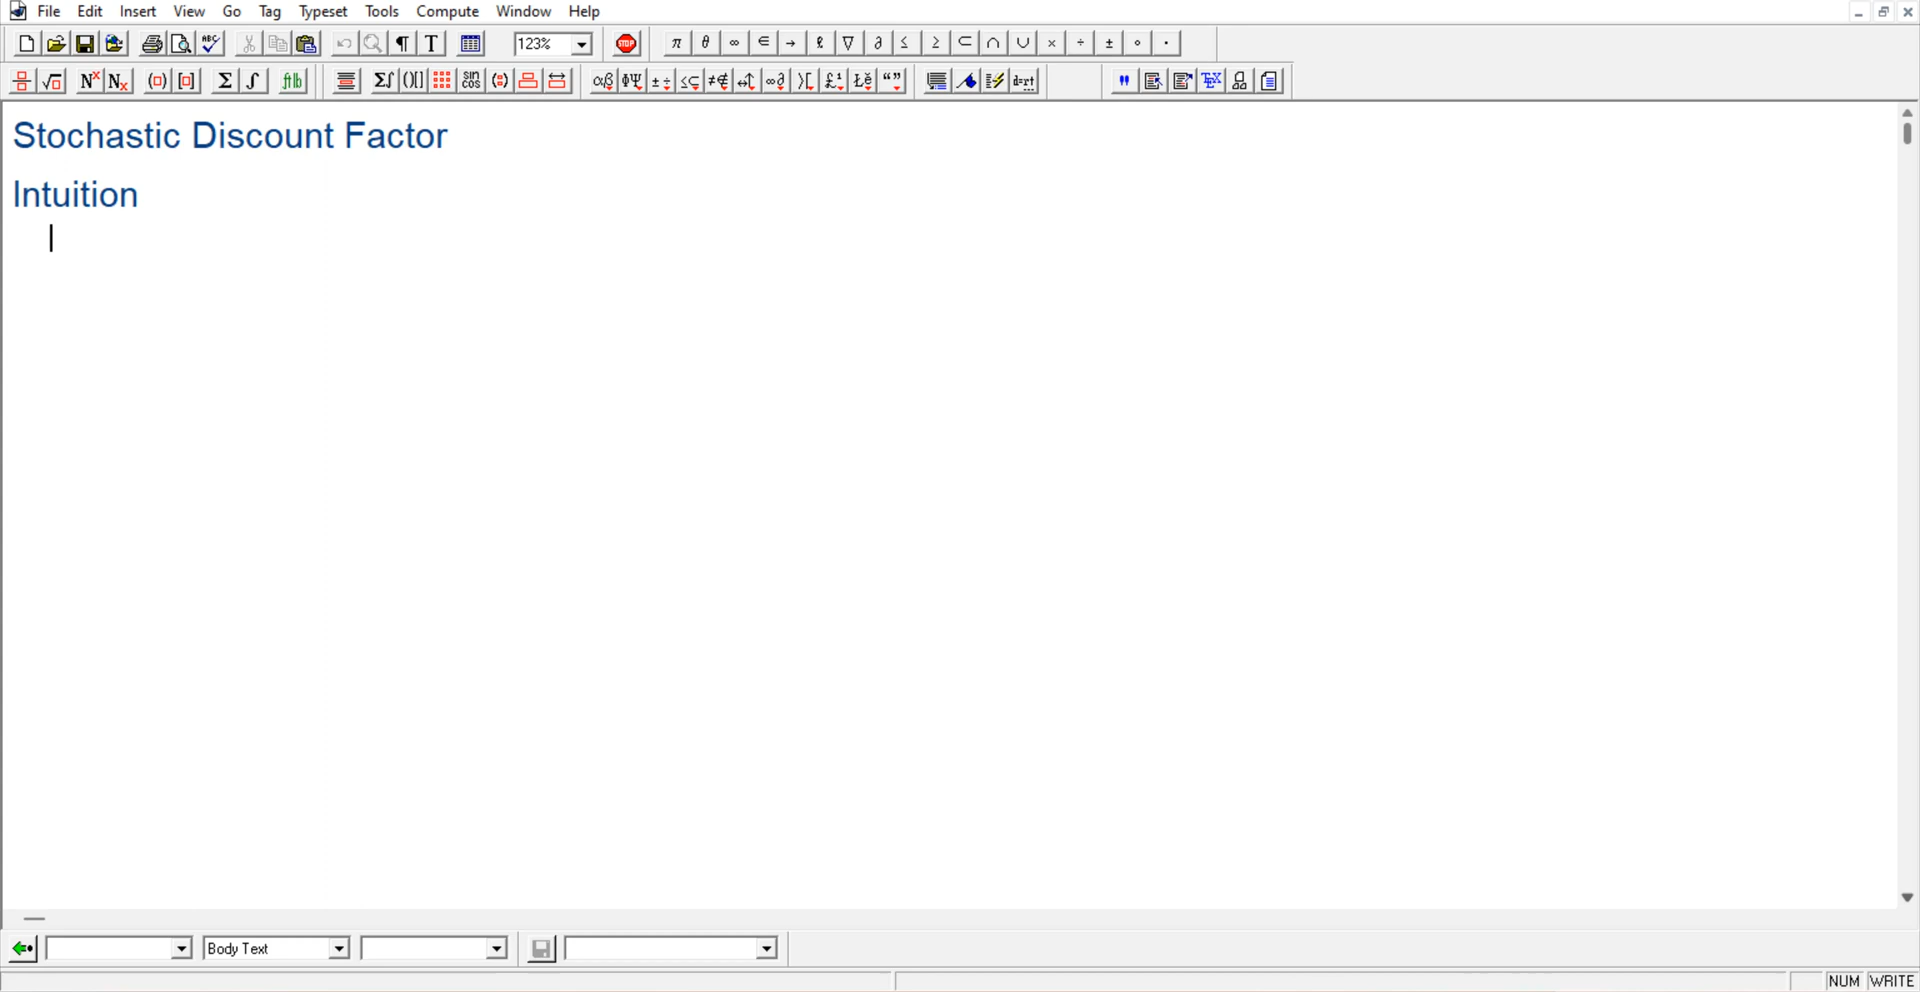 File Edit Insert View Go Tag Typeset Tools Compute Window Help
123% STOP π θ ∞ ∈ → ℓ ∇ ∂ ≤ ≥ ⊂ ∩ ∪ × ÷ ± ∘ ·
Stochastic Discount Factor
Intuition
Body Text
NUM WRITE